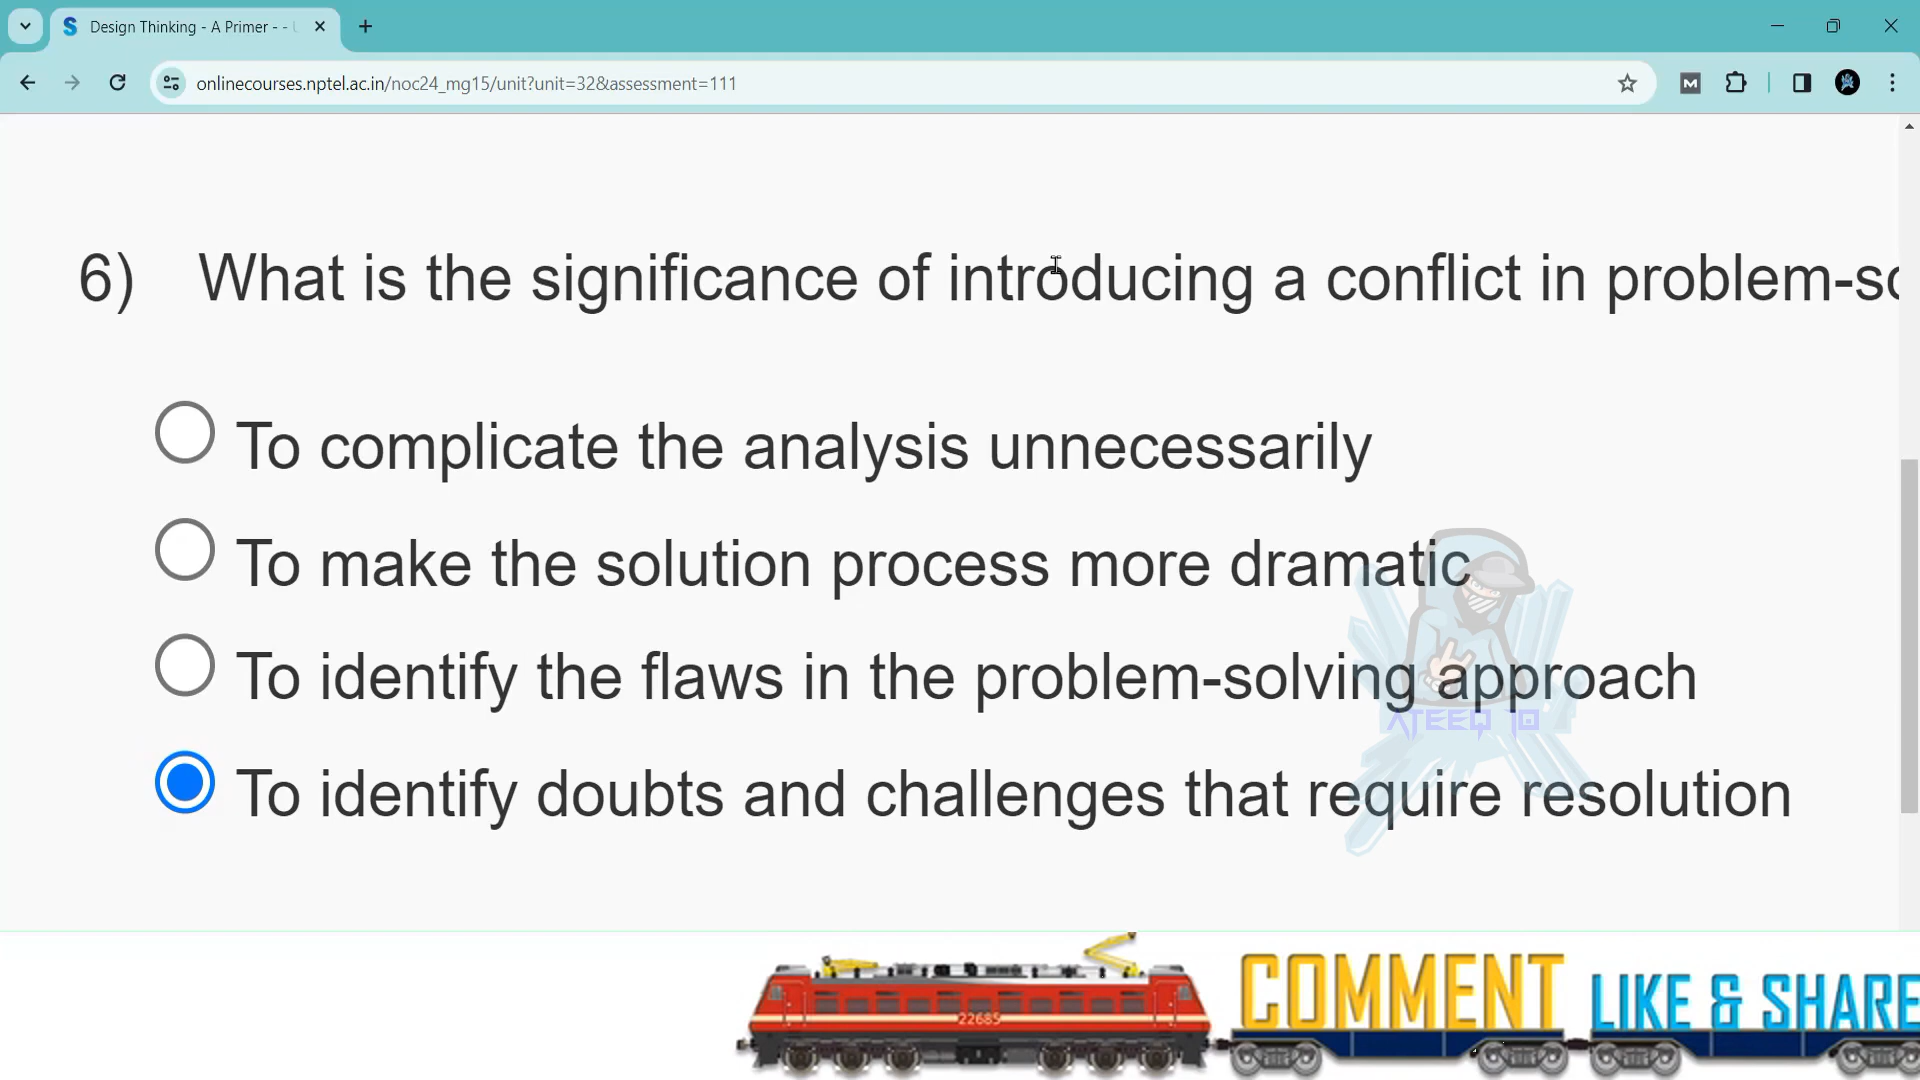 Design Thinking - A Primer - -
onlinecourses.nptel.ac.in/noc24_mg15/unit?unit=32&assessment=111
6) What is the significance of introducing a conflict in problem-so
To complicate the analysis unnecessarily
To make the solution process more dramatic
To identify the flaws in the problem-solving approach
To identify doubts and challenges that require resolution
ATEEQ 10
22685
COMMENT
LIKE & SHARE